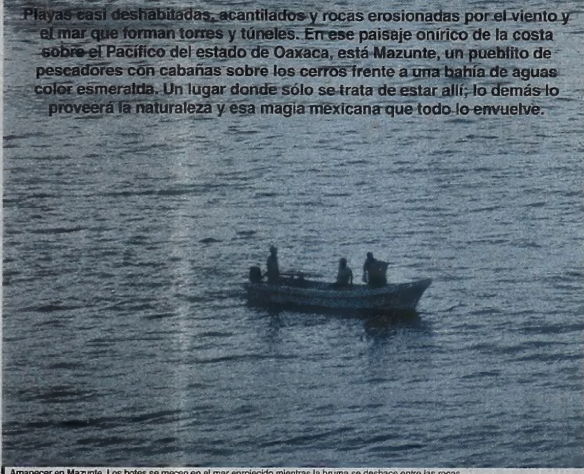 Playas casi deshabitadas, acantilados y rocas erosionadas por el viento y
el mar que forman torres y túneles. En ese paisaje onírico de la costa
sobre el Pacífico del estado de Oaxaca, está Mazunte, un pueblito de
pescadores con cabañas sobre los cerros frente a una bahía de aguas
color esmeralda. Un lugar donde sólo se trata de estar allí; lo demás lo
proveerá la naturaleza y esa magia mexicana que todo lo envuelve.
Amanecer en Mazunte. Los botes se mecen en el mar enrojecido mientras la bruma se deshace entre las rocas.